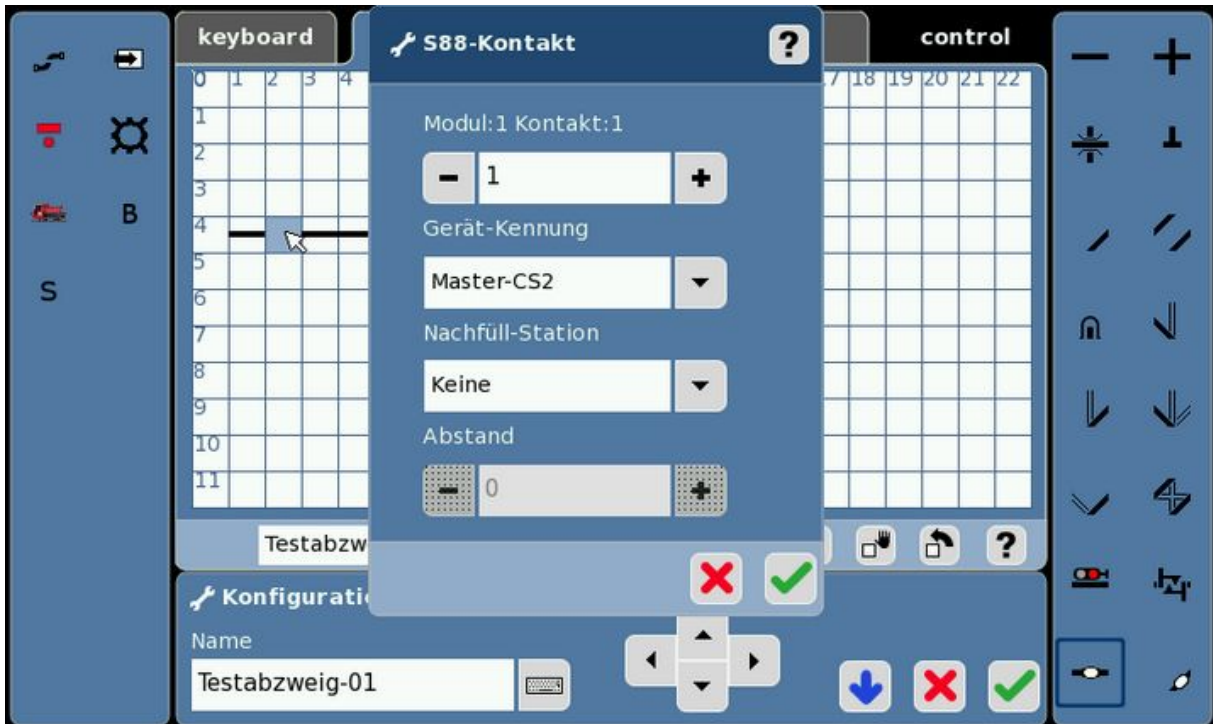 keyboard
control
S88-Kontakt
?
0 1 2 3 4 17 18 19 20 21 22
1
2
3
4
5
6
7
8
9
10
11
B
S
Modul:1 Kontakt:1
1
Gerät-Kennung
Master-CS2
Nachfüll-Station
Keine
Abstand
0
Testabzw
?
Konfiguratio
Name
Testabzweig-01